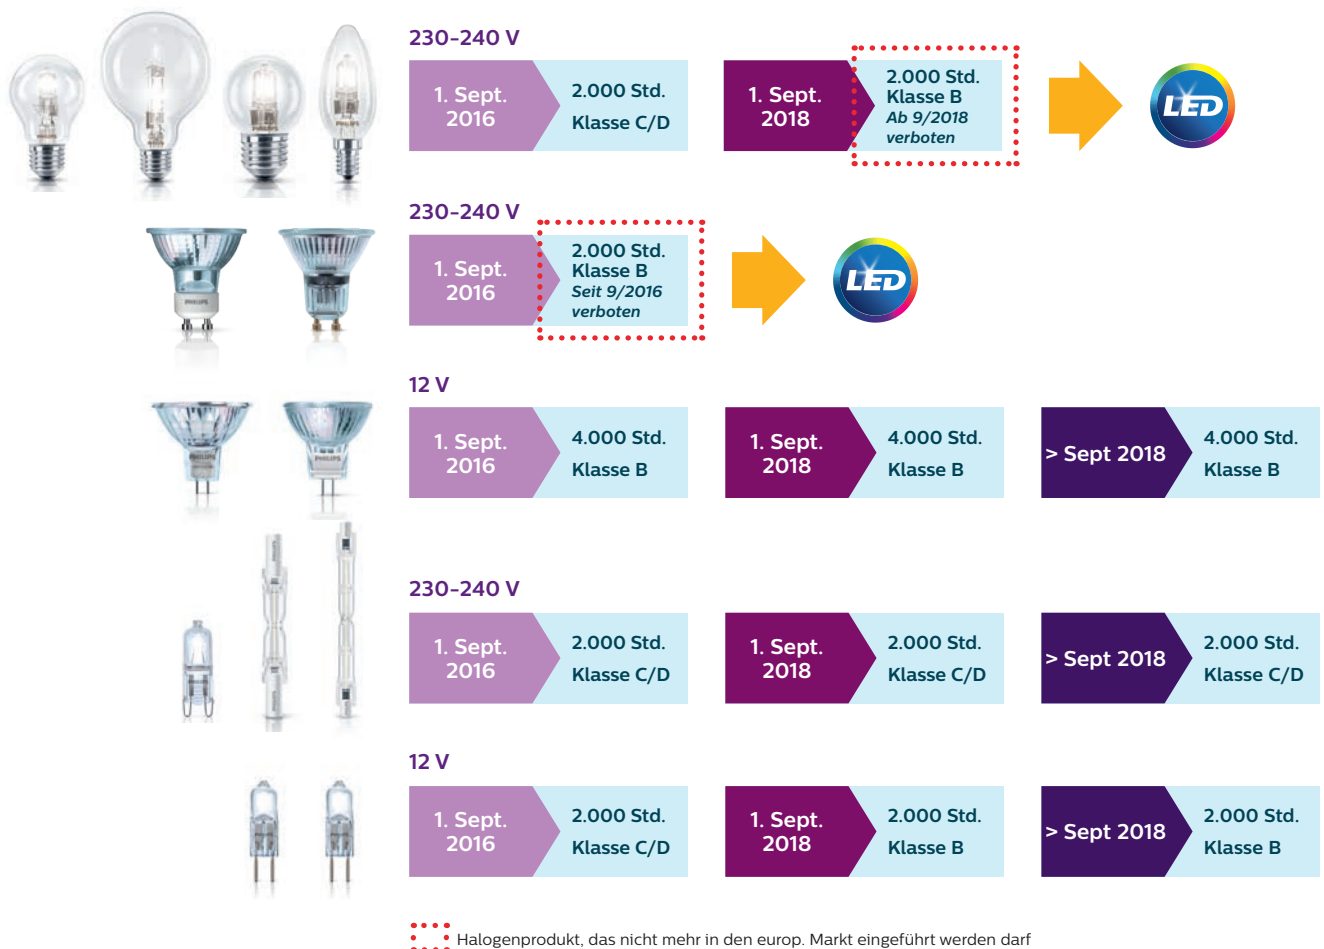 230-240 V
1. Sept.
2016
2.000 Std.
Klasse C/D
1. Sept.
2018
2.000 Std.
Klasse B
Ab 9/2018
verboten
LED
230-240 V
1. Sept.
2016
2.000 Std.
Klasse B
Seit 9/2016
verboten
LED
PHILIPS
12 V
1. Sept.
2016
4.000 Std.
Klasse B
1. Sept.
2018
4.000 Std.
Klasse B
> Sept 2018
4.000 Std.
Klasse B
PHILIPS
PHILIPS
230-240 V
1. Sept.
2016
2.000 Std.
Klasse C/D
1. Sept.
2018
2.000 Std.
Klasse C/D
> Sept 2018
2.000 Std.
Klasse C/D
12 V
1. Sept.
2016
2.000 Std.
Klasse C/D
1. Sept.
2018
2.000 Std.
Klasse B
> Sept 2018
2.000 Std.
Klasse B
Halogenprodukt, das nicht mehr in den europ. Markt eingeführt werden darf